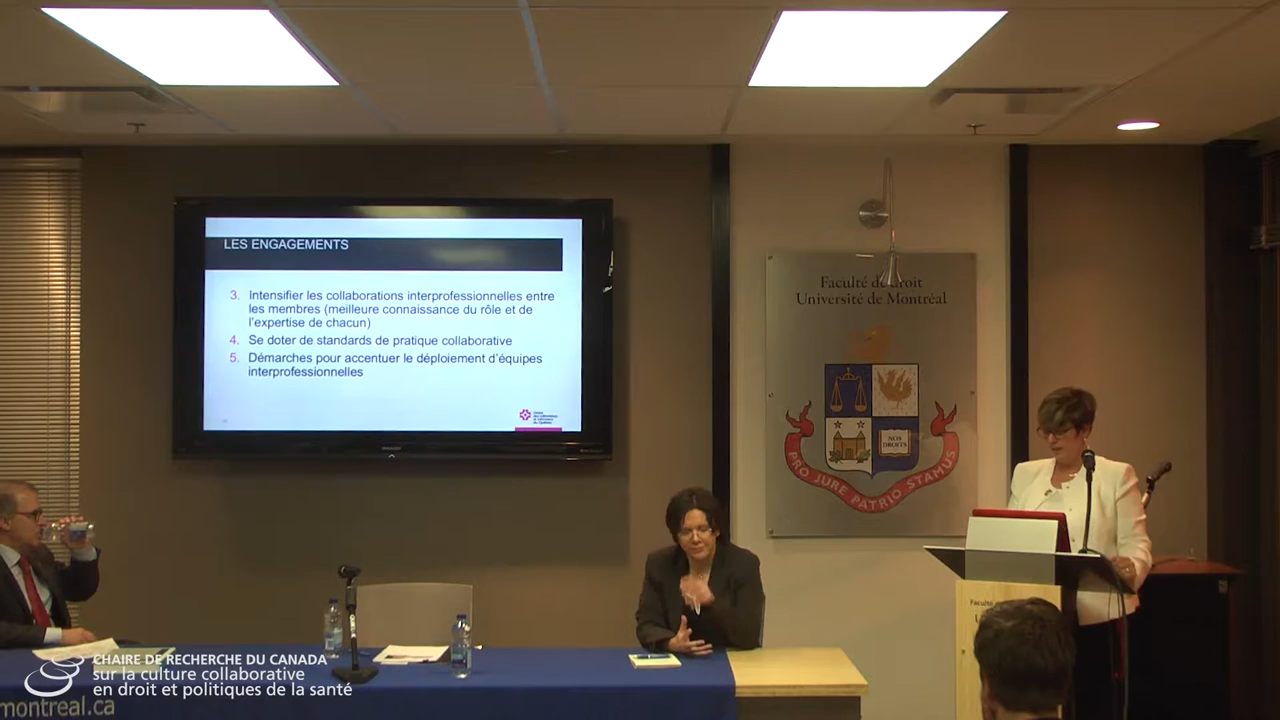 LES ENGAGEMENTS
3. Intensifier les collaborations interprofessionnelles entre
les membres (meilleure connaissance du rôle et de
l'expertise de chacun)
4. Se doter de standards de pratique collaborative
5. Démarches pour accentuer le déploiement d'équipes
interprofessionnelles
Faculté de droit
Université de Montréal
NOS
DROITS
PRO JURE PATRIO STAMUS
Faculté
CHAIRE DE RECHERCHE DU CANADA
sur la culture collaborative
en droit et politiques de la santé
montreal.ca